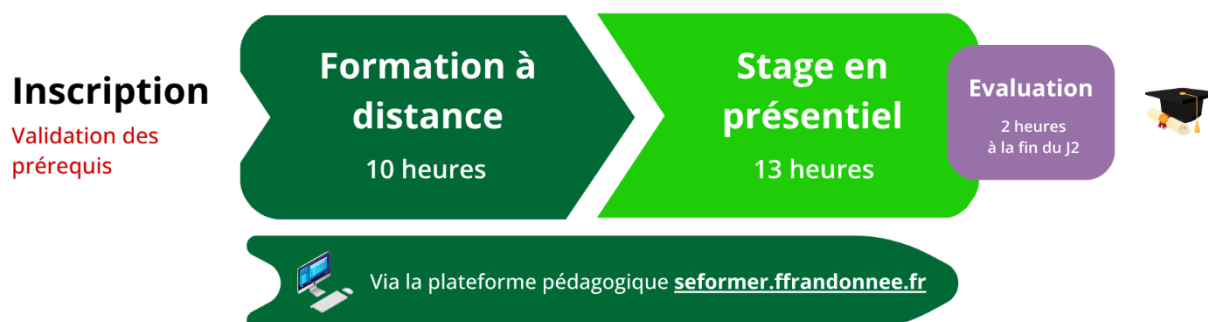 Inscription
Validation des
prérequis
Formation à
distance
10 heures
Stage en
présentiel
13 heures
Evaluation
2 heures
à la fin du J2
Via la plateforme pédagogique seformer.ffrandonnee.fr